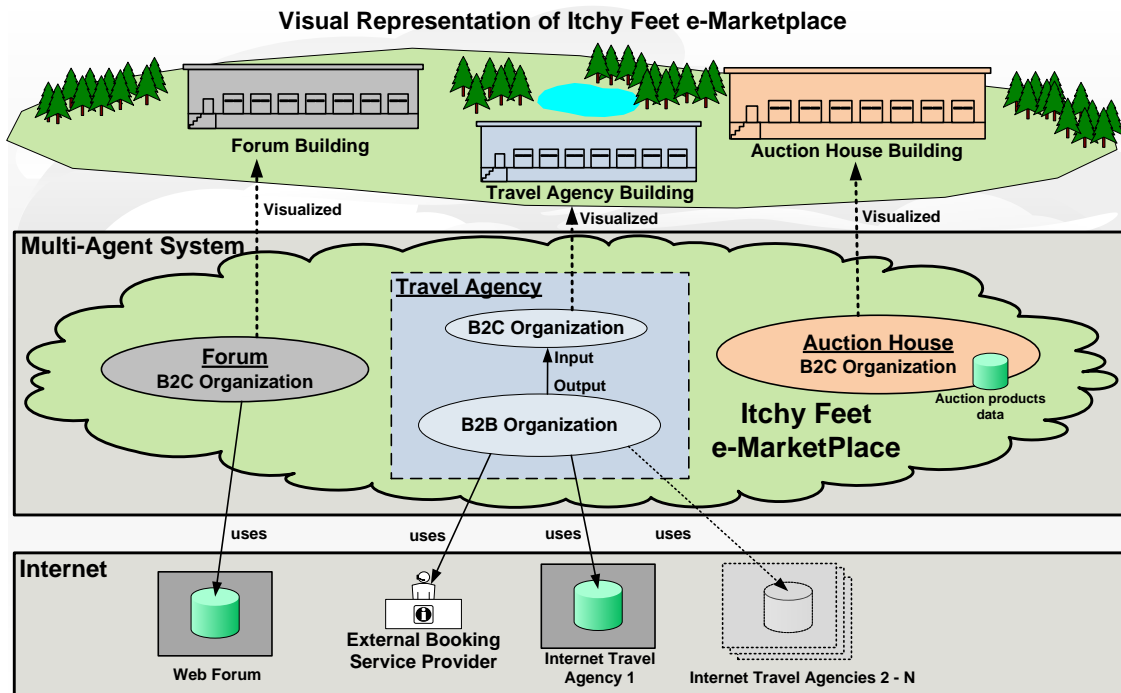 Visual Representation of Itchy Feet e-Marketplace
Forum Building
Travel Agency Building
Auction House Building
Visualized
Visualized
Visualized
Multi-Agent System
Travel Agency
B2C Organization
Input
Output
B2B Organization
Forum
B2C Organization
Auction House
B2C Organization
Auction products
data
Itchy Feet
e-MarketPlace
uses
uses
uses
uses
Internet
Web Forum
External Booking
Service Provider
Internet Travel
Agency 1
Internet Travel Agencies 2 - N